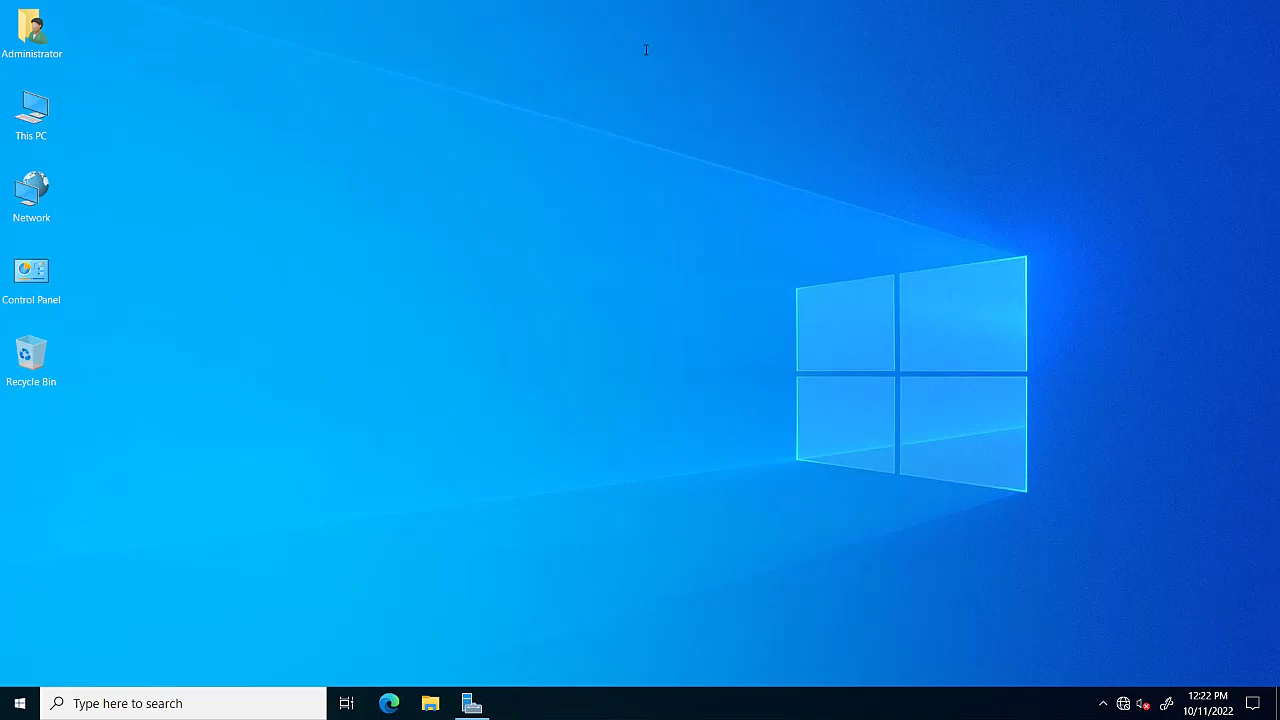 Administrator
This PC
Network
Control Panel
Recycle Bin
Type here to search
12:22 PM
10/11/2022